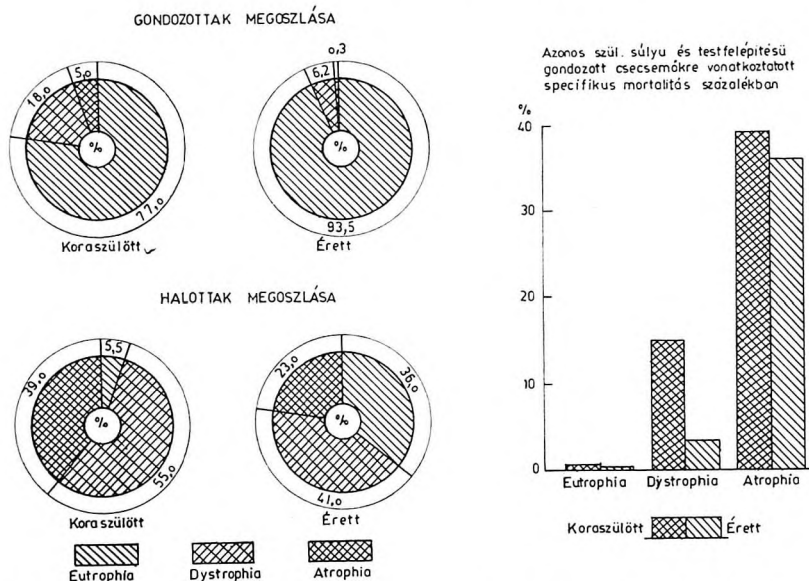 GONDOZOTTAK MEGOSZLÁSA
18,0
5,0
%
77,0
Koraszülött
0,3
6,2
%
93,5
Érett
HALOTTAK MEGOSZLÁSA
39,0
5,5
%
55,0
Koraszülött
23,0
36,0
%
41,0
Érett
Eutrophia
Dystrophia
Atrophia
Azonos szül. súlyu és testfelépítésü
gondozott csecsemőkre vonatkoztatott
specifikus mortalitás százalékban
%
40
30
20
10
0
Eutrophia
Dystrophia
Atrophia
Koraszülött
Érett